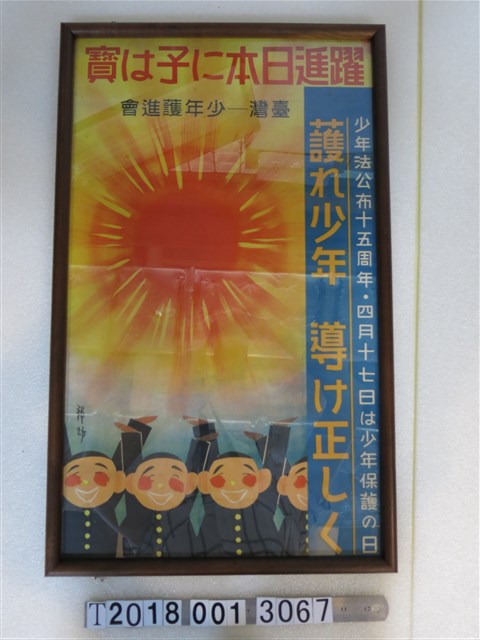 寶は子に本日進躍
會進護年少—灣臺
少年法公布十五周年・四月十七日は少年保護の日
護れ少年 導け正しく
T2018 001 3067